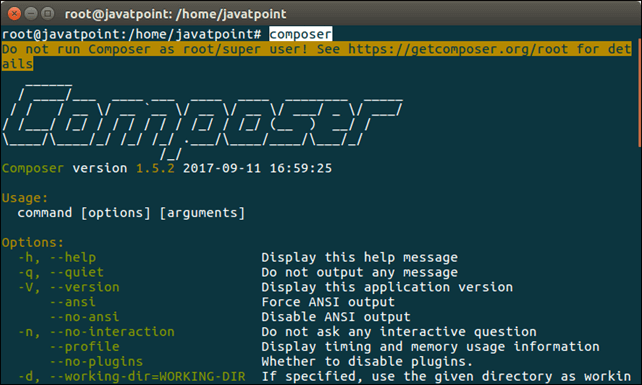 root@javatpoint: /home/javatpoint
root@javatpoint:/home/javatpoint# composer
Do not run Composer as root/super user! See https://getcomposer.org/root for det
ails
Composer
Composer version 1.5.2 2017-09-11 16:59:25
Usage:
command [options] [arguments]
Options:
-h, --help Display this help message
-q, --quiet Do not output any message
-V, --version Display this application version
--ansi Force ANSI output
--no-ansi Disable ANSI output
-n, --no-interaction Do not ask any interactive question
--profile Display timing and memory usage information
--no-plugins Whether to disable plugins.
-d, --working-dir=WORKING-DIR If specified, use the given directory as workin